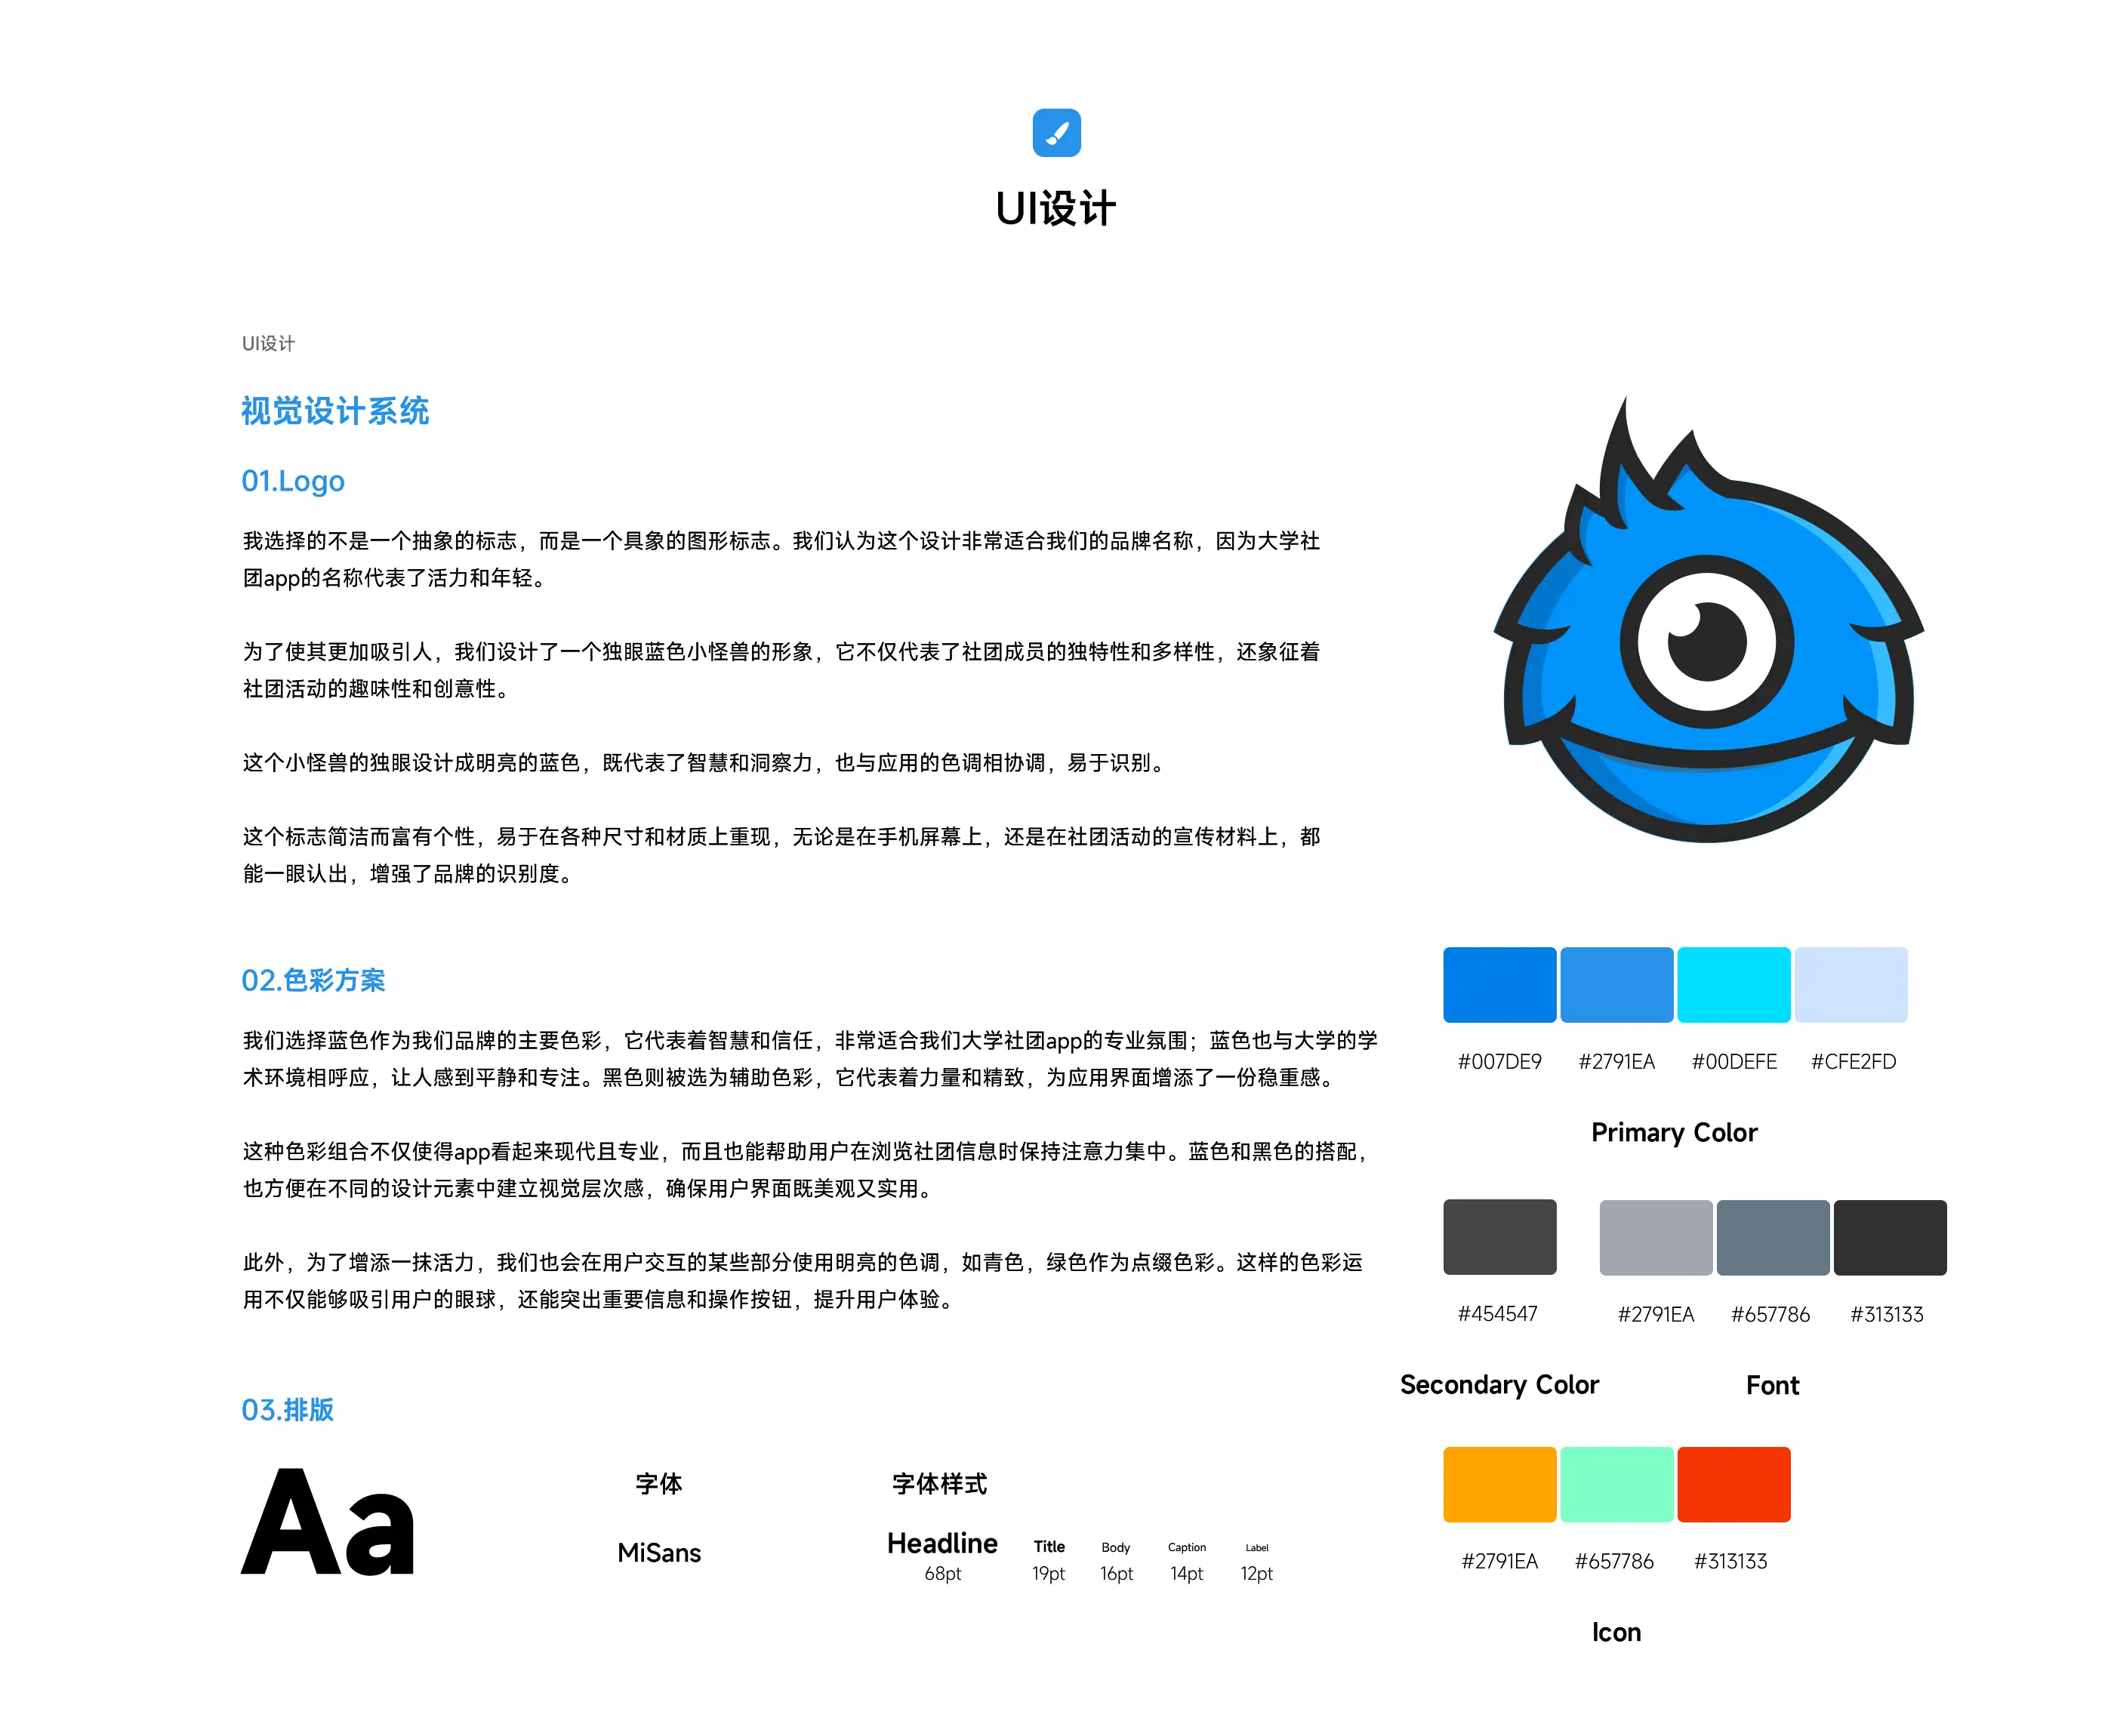 UI设计
UI设计
视觉设计系统
01.Logo
我选择的不是一个抽象的标志，而是一个具象的图形标志。我们认为这个设计非常适合我们的品牌名称，因为大学社
团app的名称代表了活力和年轻。
为了使其更加吸引人，我们设计了一个独眼蓝色小怪兽的形象，它不仅代表了社团成员的独特性和多样性，还象征着
社团活动的趣味性和创意性。
这个小怪兽的独眼设计成明亮的蓝色，既代表了智慧和洞察力，也与应用的色调相协调，易于识别。
这个标志简洁而富有个性，易于在各种尺寸和材质上重现，无论是在手机屏幕上，还是在社团活动的宣传材料上，都
能一眼认出，增强了品牌的识别度。
02.色彩方案
我们选择蓝色作为我们品牌的主要色彩，它代表着智慧和信任，非常适合我们大学社团app的专业氛围；蓝色也与大学的学
术环境相呼应，让人感到平静和专注。黑色则被选为辅助色彩，它代表着力量和精致，为应用界面增添了一份稳重感。
这种色彩组合不仅使得app看起来现代且专业，而且也能帮助用户在浏览社团信息时保持注意力集中。蓝色和黑色的搭配，
也方便在不同的设计元素中建立视觉层次感，确保用户界面既美观又实用。
此外，为了增添一抹活力，我们也会在用户交互的某些部分使用明亮的色调，如青色，绿色作为点缀色彩。这样的色彩运
用不仅能够吸引用户的眼球，还能突出重要信息和操作按钮，提升用户体验。
03.排版
Aa
字体
MiSans
字体样式
Headline Title Body Caption Label
68pt 19pt 16pt 14pt 12pt
#007DE9 #2791EA #00DEFE #CFE2FD
Primary Color
#454547 #2791EA #657786 #313133
Secondary Color Font
#2791EA #657786 #313133
Icon